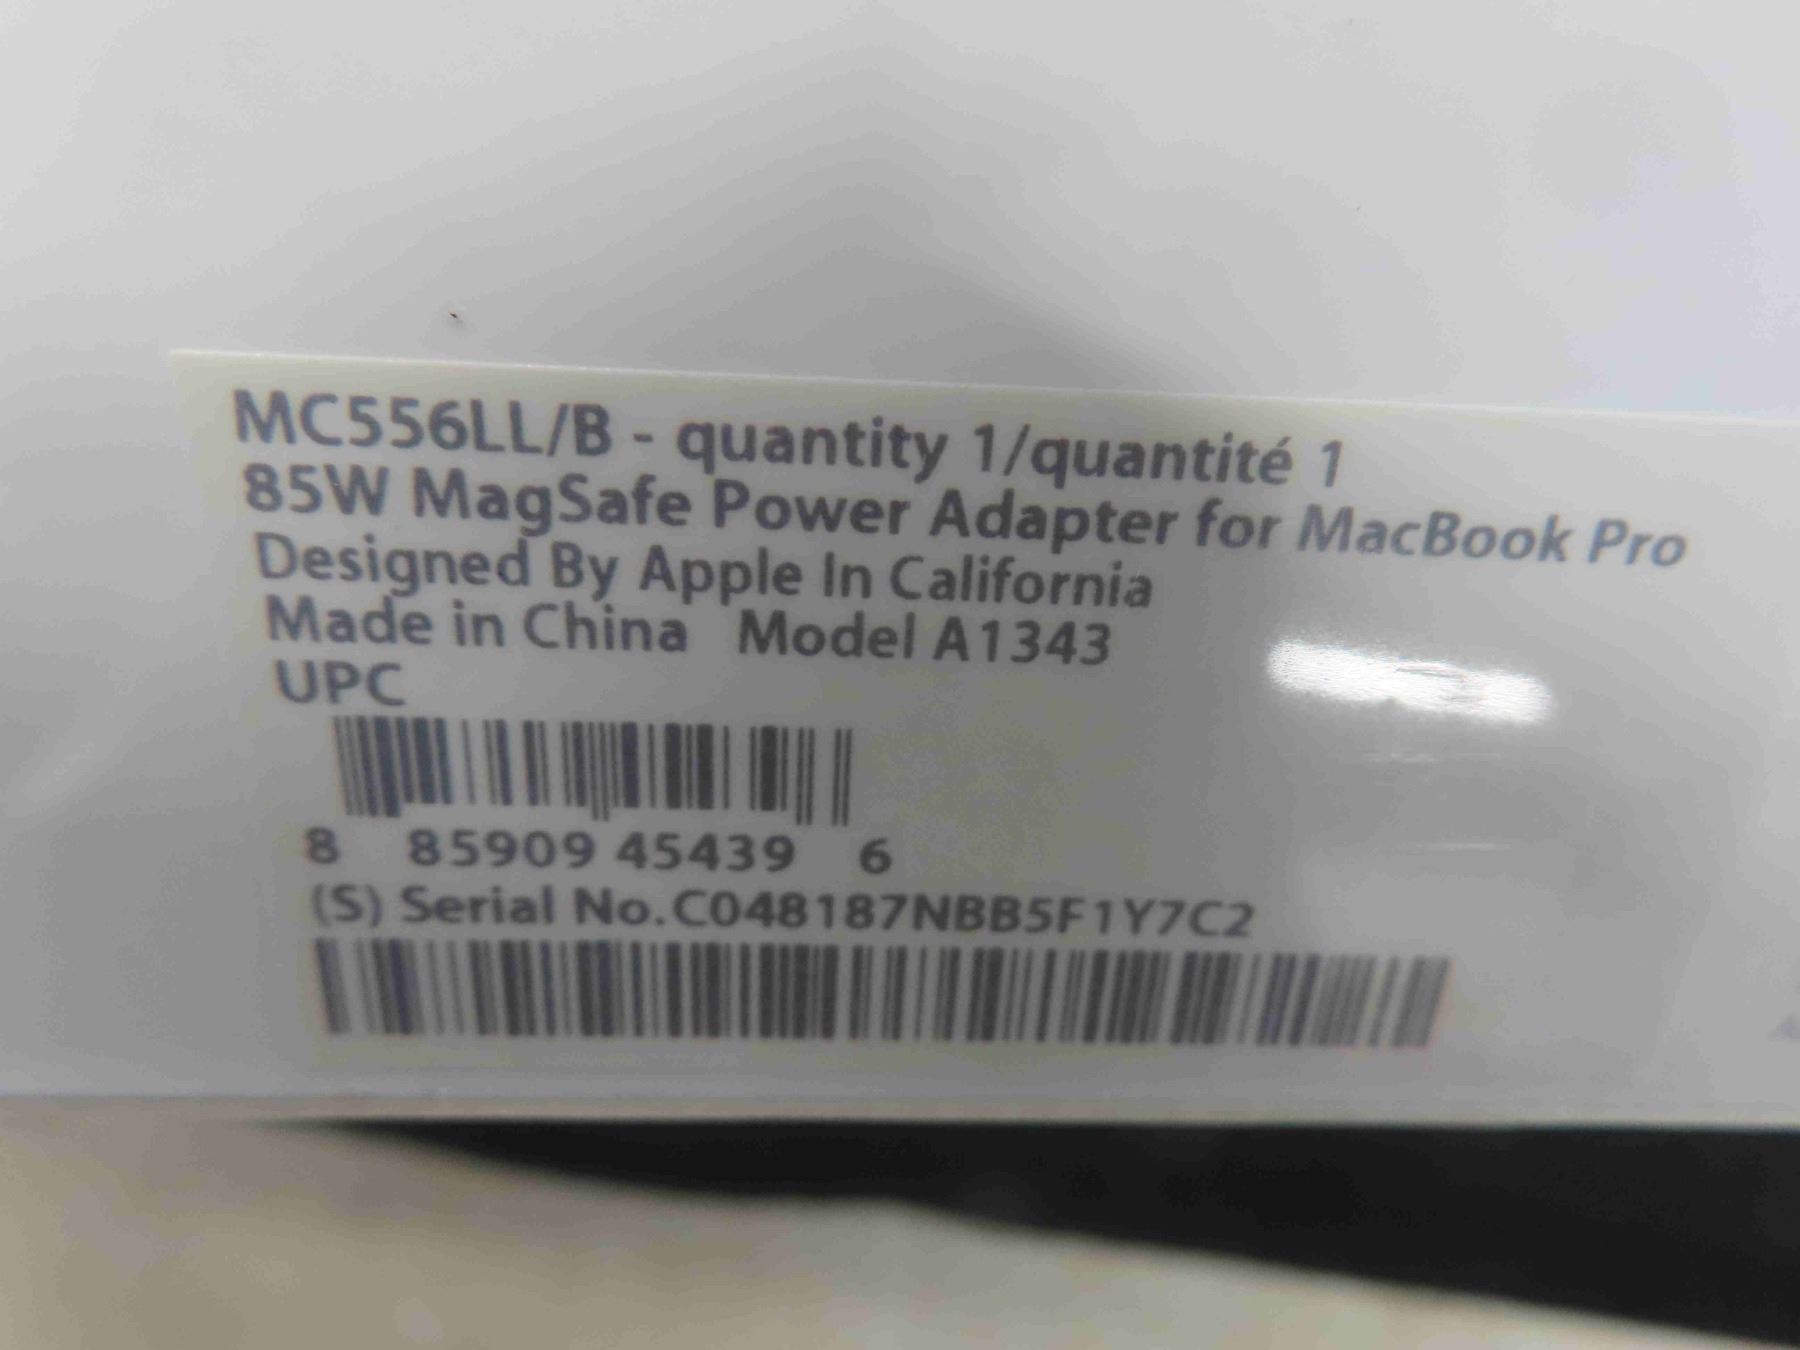 MC556LL/B - quantity 1/quantité 1
85W MagSafe Power Adapter for MacBook Pro
Designed By Apple In California
Made in China Model A1343
UPC
8 85909 45439 6
(S) Serial No.C048187NBB5F1Y7C2